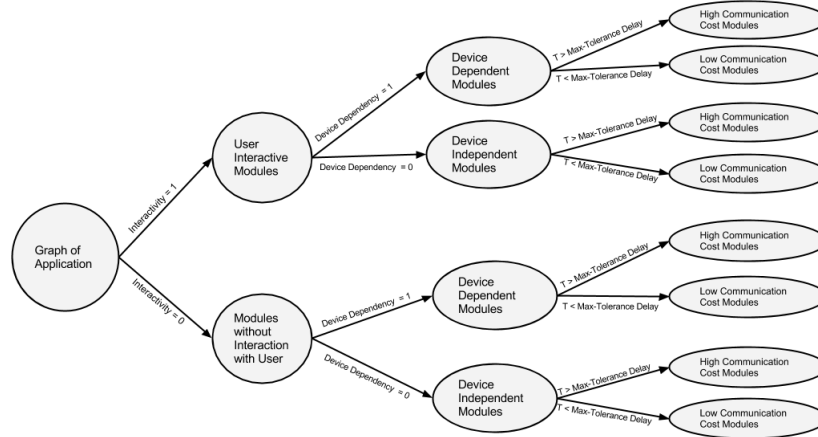 Graph of
Application
Interactivity = 1
Interactivity = 0
User
Interactive
Modules
Modules
without
Interaction
with User
Device Dependency = 1
Device Dependency = 0
Device Dependency = 1
Device Dependency = 0
Device
Dependent
Modules
Device
Independent
Modules
Device
Dependent
Modules
Device
Independent
Modules
T > Max-Tolerance Delay
T < Max-Tolerance Delay
T > Max-Tolerance Delay
T < Max-Tolerance Delay
T > Max-Tolerance Delay
T < Max-Tolerance Delay
T > Max-Tolerance Delay
T < Max-Tolerance Delay
High Communication
Cost Modules
Low Communication
Cost Modules
High Communication
Cost Modules
Low Communication
Cost Modules
High Communication
Cost Modules
Low Communication
Cost Modules
High Communication
Cost Modules
Low Communication
Cost Modules